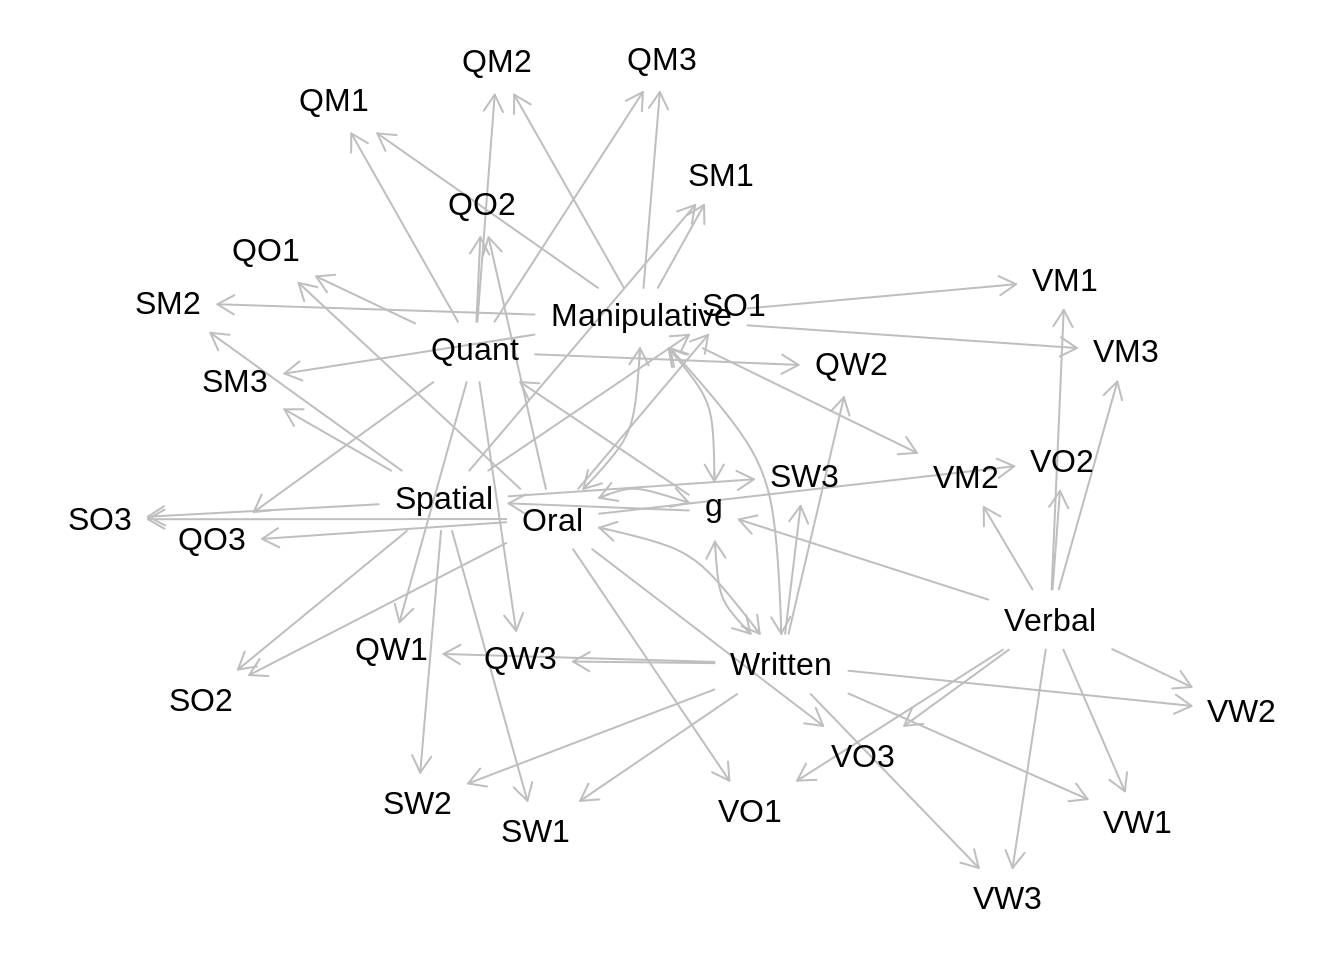 QM2
QM3
QM1
SM1
QO2
QO1
VM1
SM2
SO1
Manipulative
Quant
VM3
QW2
SM3
VO2
SW3
VM2
Spatial
g
SO3
Oral
QO3
Verbal
QW1
QW3
Written
SO2
VW2
VO3
SW2
VO1
VW1
SW1
VW3